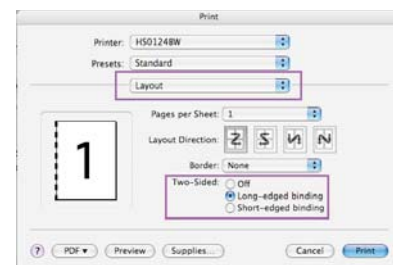 Print
Printer: HS0124BW
Presets: Standard
Layout
Pages per Sheet: 1
Layout Direction:
1
Border: None
Two-Sided: Off
Long-edged binding
Short-edged binding
? PDF ▾ Preview Supplies... Cancel Print